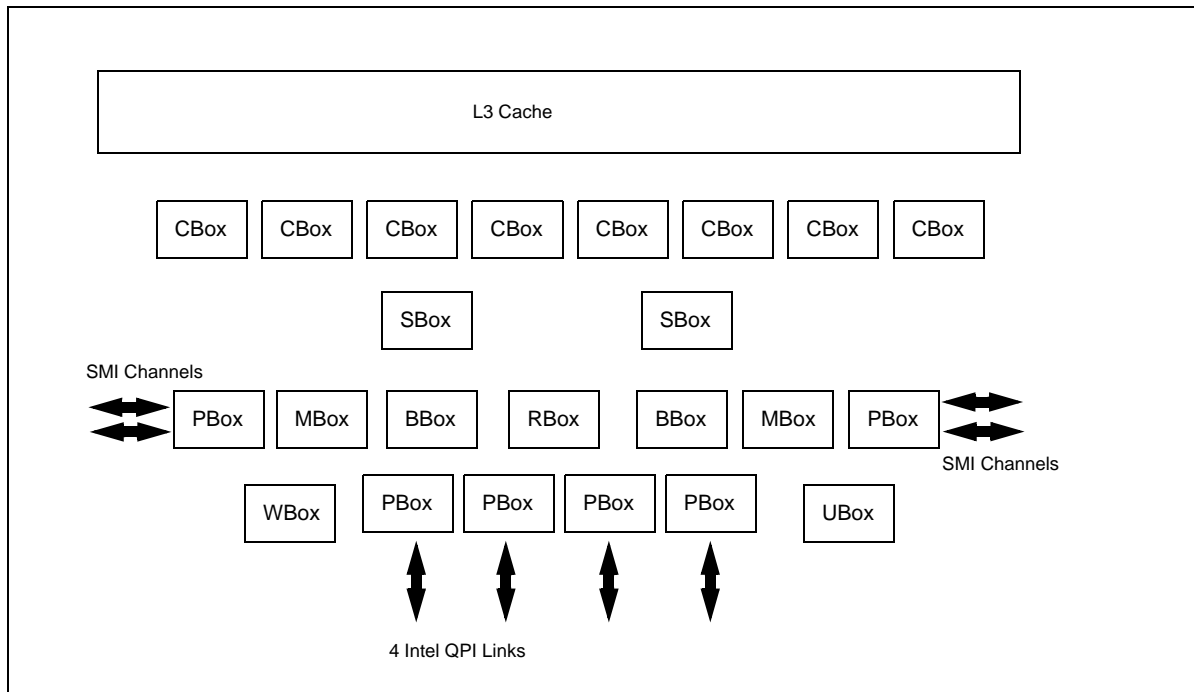 L3 Cache
CBox CBox CBox CBox CBox CBox CBox CBox
SBox SBox
SMI Channels
PBox MBox BBox RBox BBox MBox PBox
SMI Channels
WBox PBox PBox PBox PBox UBox
4 Intel QPI Links